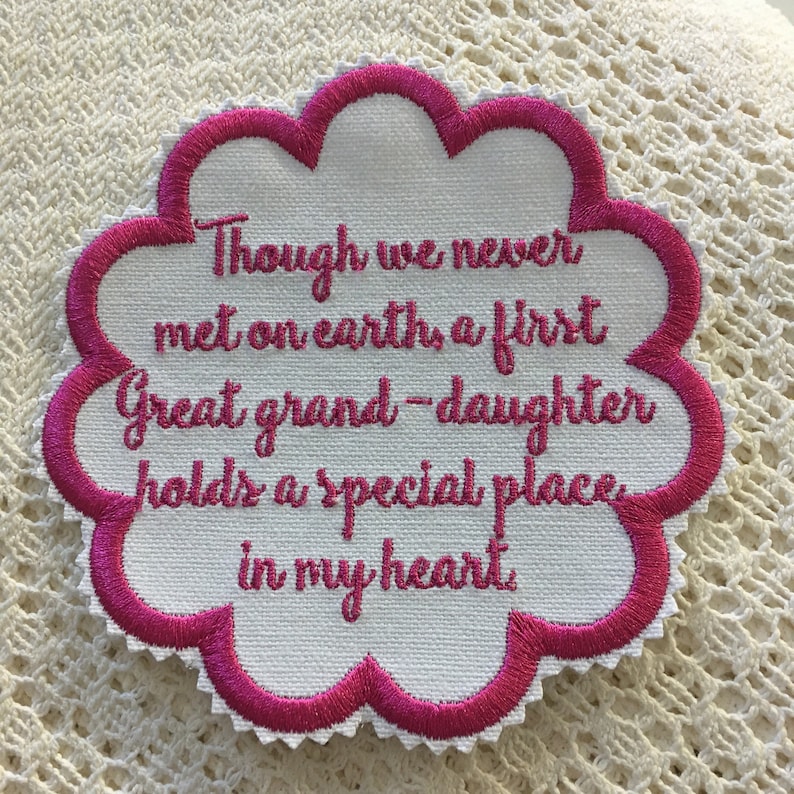 Though we never
met on earth, a first
Great grand-daughter
holds a special place
in my heart.